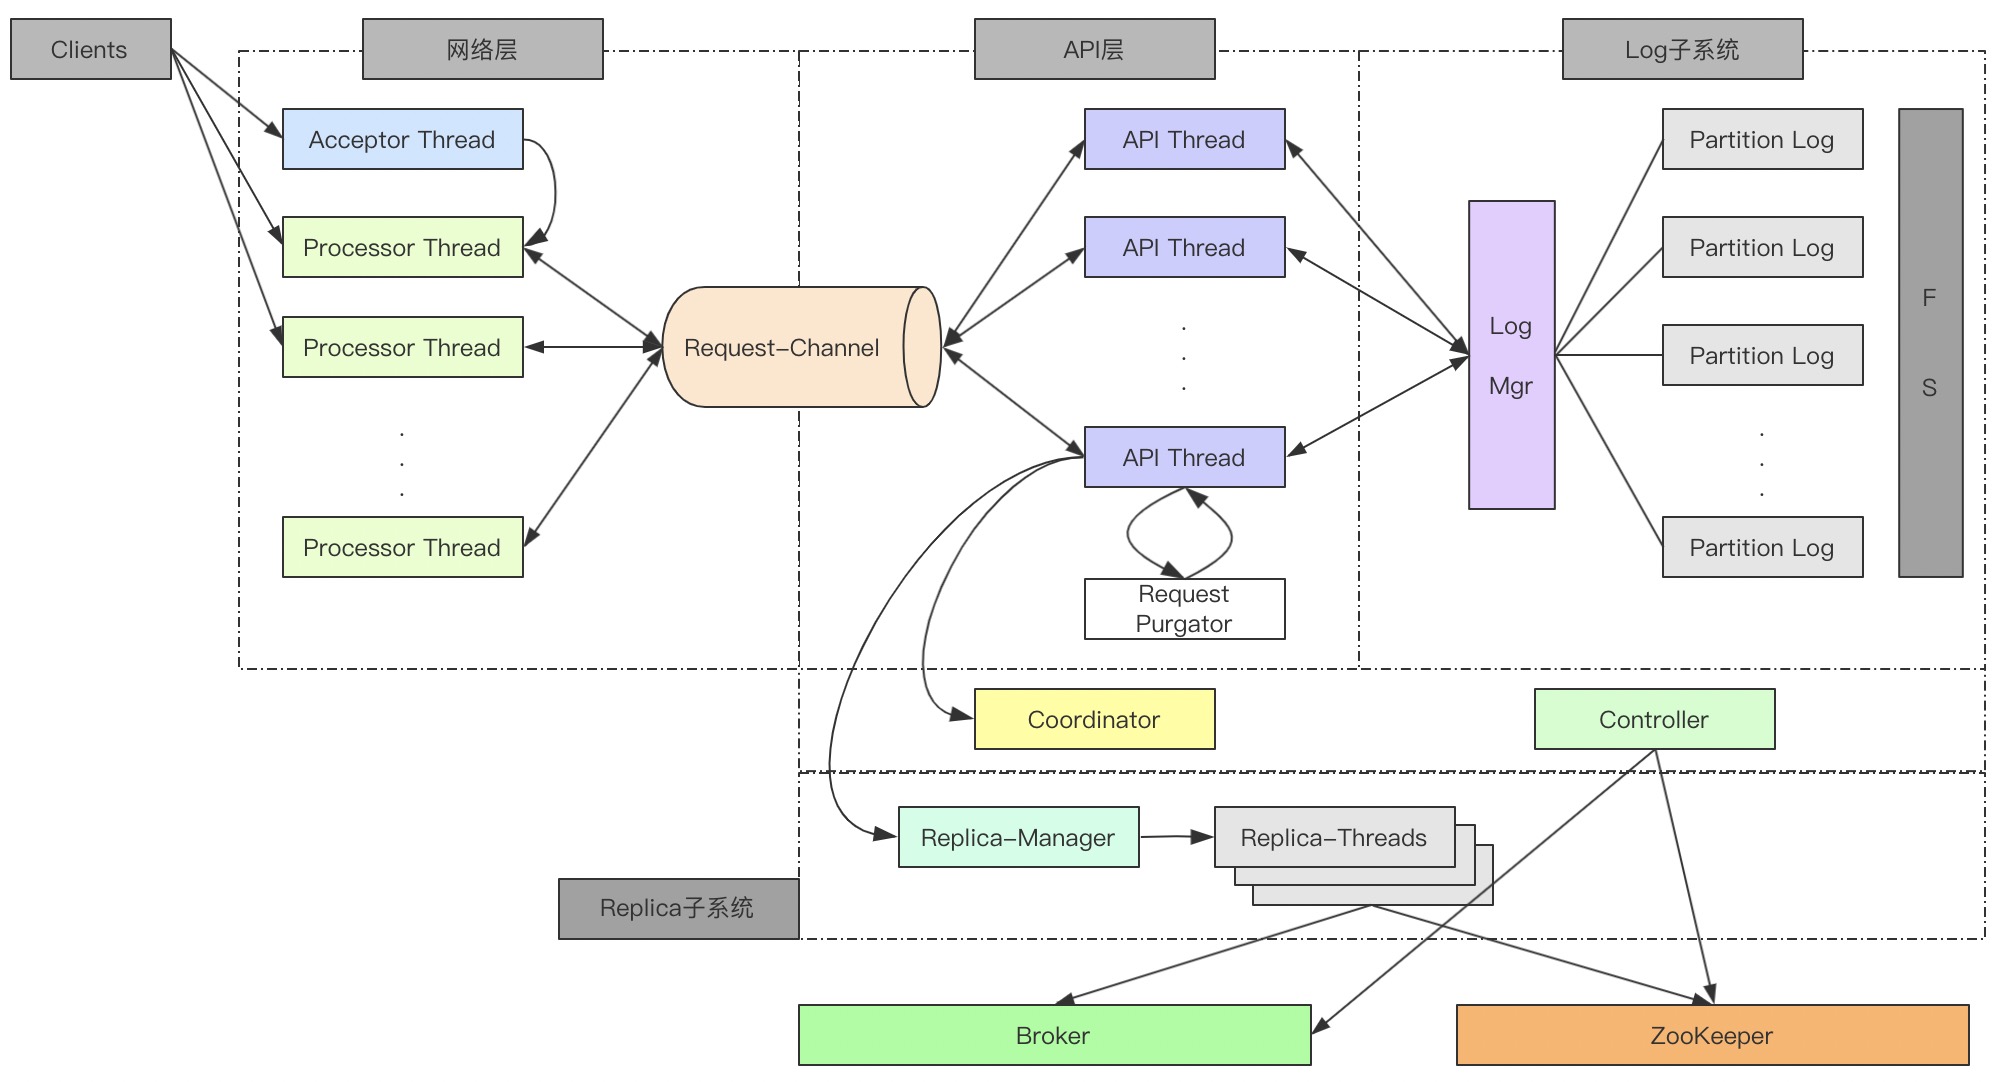 Clients
网络层
API层
Log子系统
Acceptor Thread
API Thread
Partition Log
Processor Thread
API Thread
Partition Log
F
S
Processor Thread
Request-Channel
.
.
.
Log
Mgr
Partition Log
.
.
.
API Thread
.
.
.
Processor Thread
Partition Log
Request
Purgator
Coordinator
Controller
Replica-Manager
Replica-Threads
Replica子系统
Broker
ZooKeeper